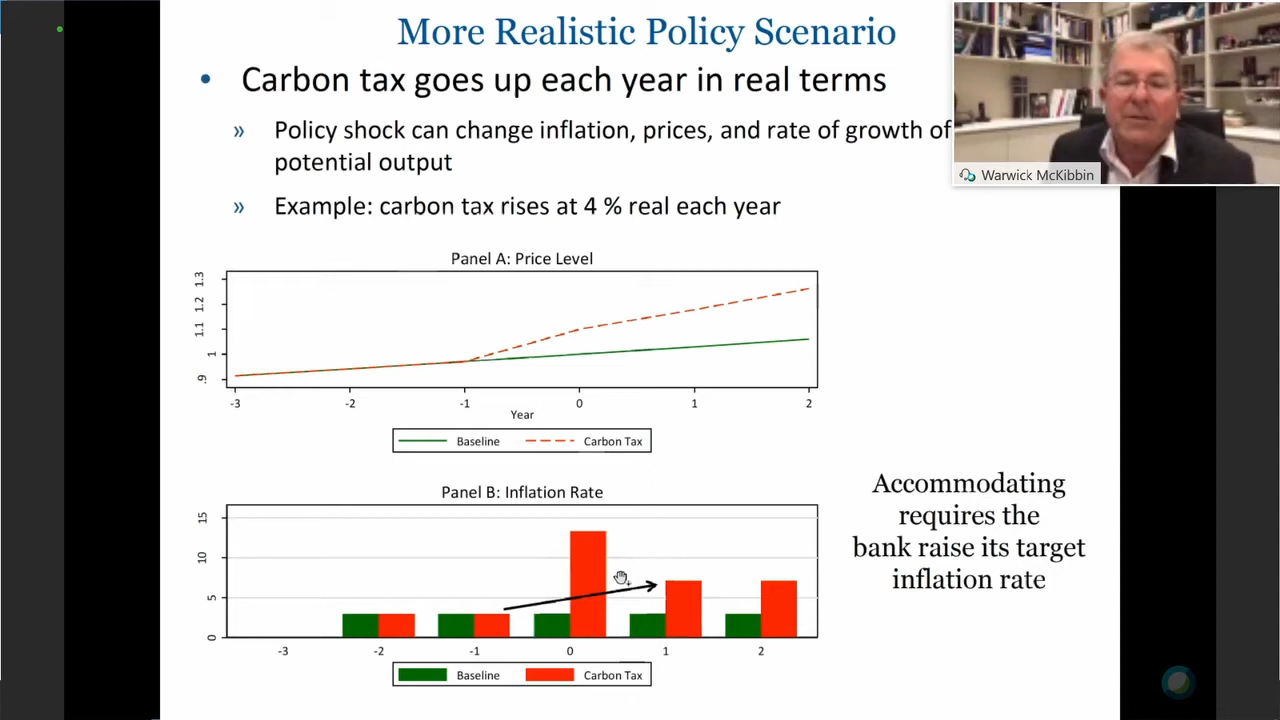 More Realistic Policy Scenario
• Carbon tax goes up each year in real terms
» Policy shock can change inflation, prices, and rate of growth of
potential output
» Example: carbon tax rises at 4 % real each year
Warwick McKibbin
Panel A: Price Level
1.3
1.2
1.1
1
.9
-3 -2 -1 0 1 2
Year
Baseline Carbon Tax
Panel B: Inflation Rate
15
10
5
0
-3 -2 -1 0 1 2
Baseline Carbon Tax
Accommodating
requires the
bank raise its target
inflation rate